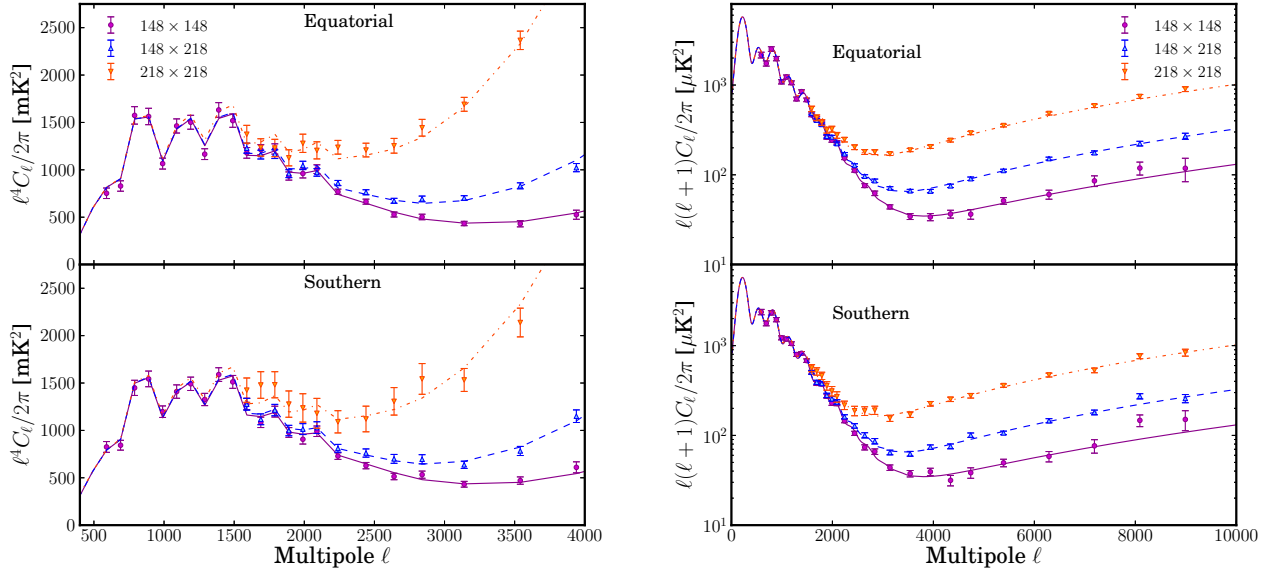 Equatorial
148 × 148
148 × 218
218 × 218
ℓ⁴Cℓ/2π [mK²]
2500
2000
1500
1000
500
0
Southern
ℓ⁴Cℓ/2π [mK²]
2500
2000
1500
1000
500
0
500 1000 1500 2000 2500 3000 3500 4000
Multipole ℓ
Equatorial
148 × 148
148 × 218
218 × 218
ℓ(ℓ + 1)Cℓ/2π [μK²]
10³
10²
10¹
Southern
ℓ(ℓ + 1)Cℓ/2π [μK²]
10³
10²
10¹
0 2000 4000 6000 8000 10000
Multipole ℓ